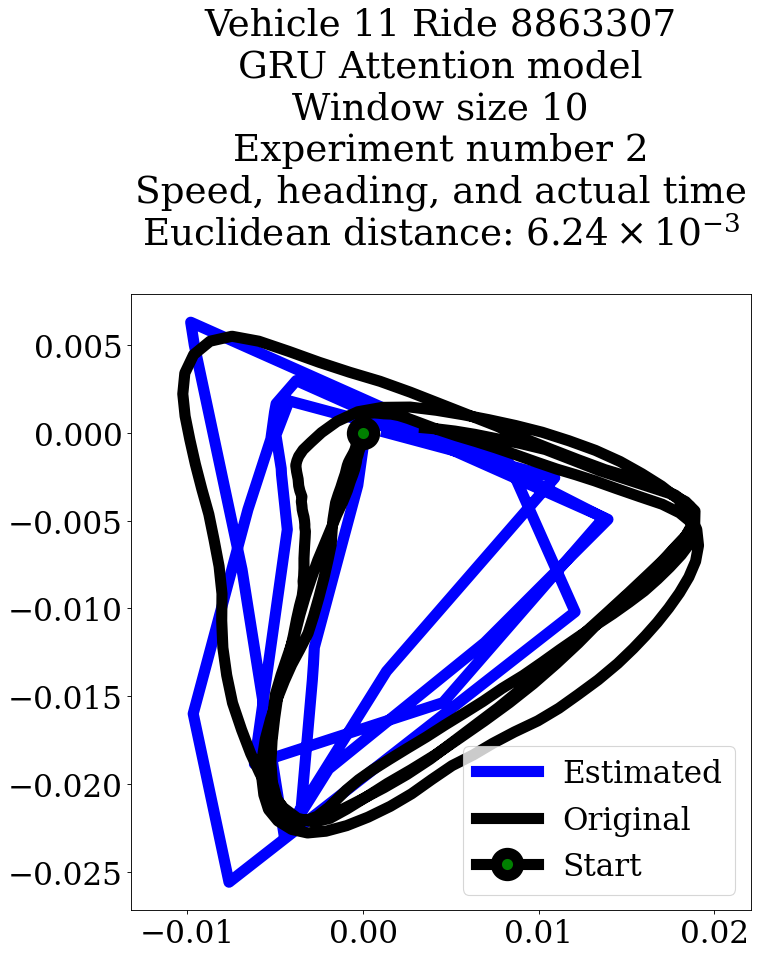 Vehicle 11 Ride 8863307
GRU Attention model
Window size 10
Experiment number 2
Speed, heading, and actual time
Euclidean distance: 6.24 × 10⁻³
0.005
0.000
−0.005
−0.010
−0.015
−0.020
−0.025
Estimated
Original
Start
−0.01 0.00 0.01 0.02